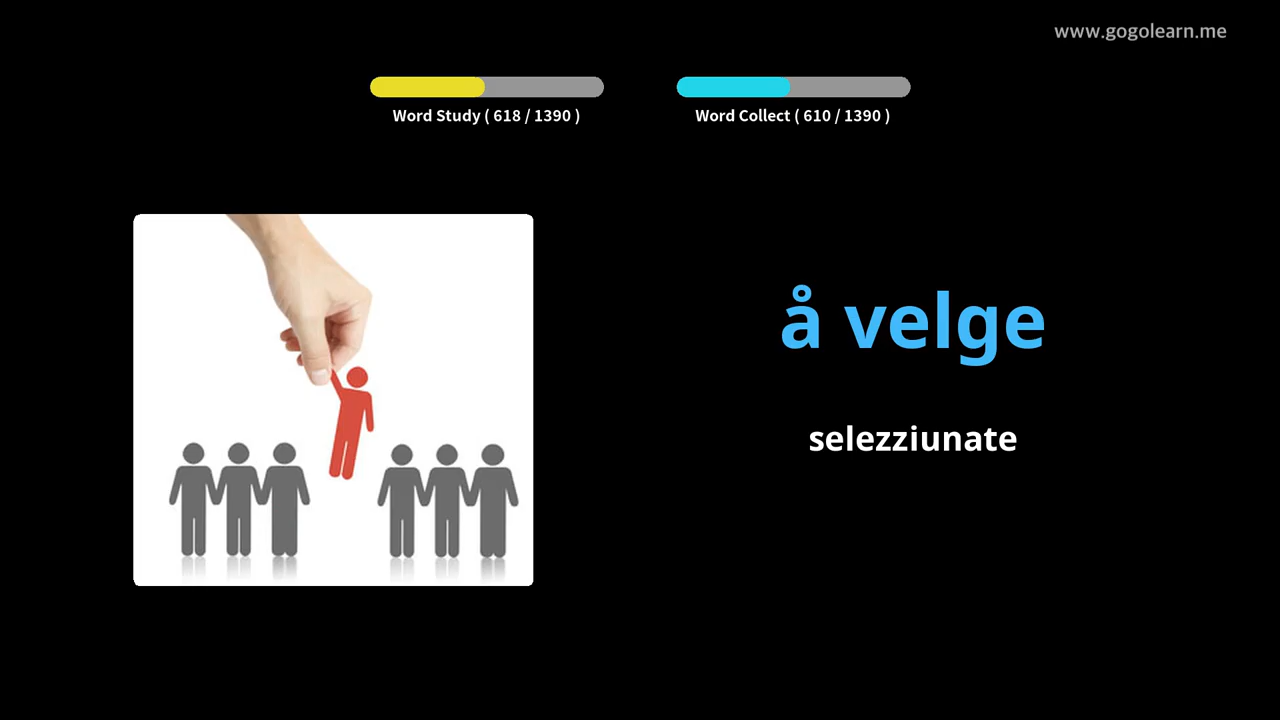 www.gogolearn.me
Word Study ( 618 / 1390 )
Word Collect ( 610 / 1390 )
å velge
selezziunate